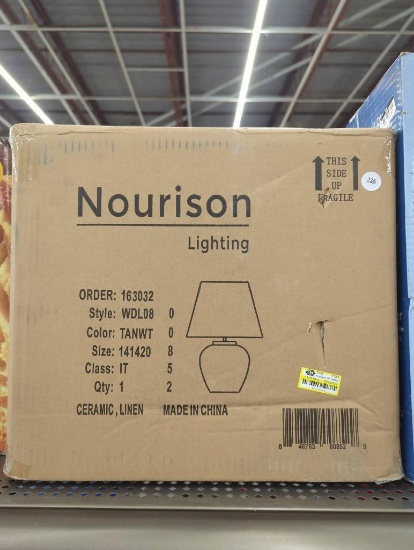 THIS
SIDE
UP
FRAGILE
Nourison
Lighting
ORDER: 163032
Style: WDL08 0
Color: TANWT 0
Size: 141420 8
Class: IT 5
Qty: 1 2
CERAMIC, LINEN MADE IN CHINA